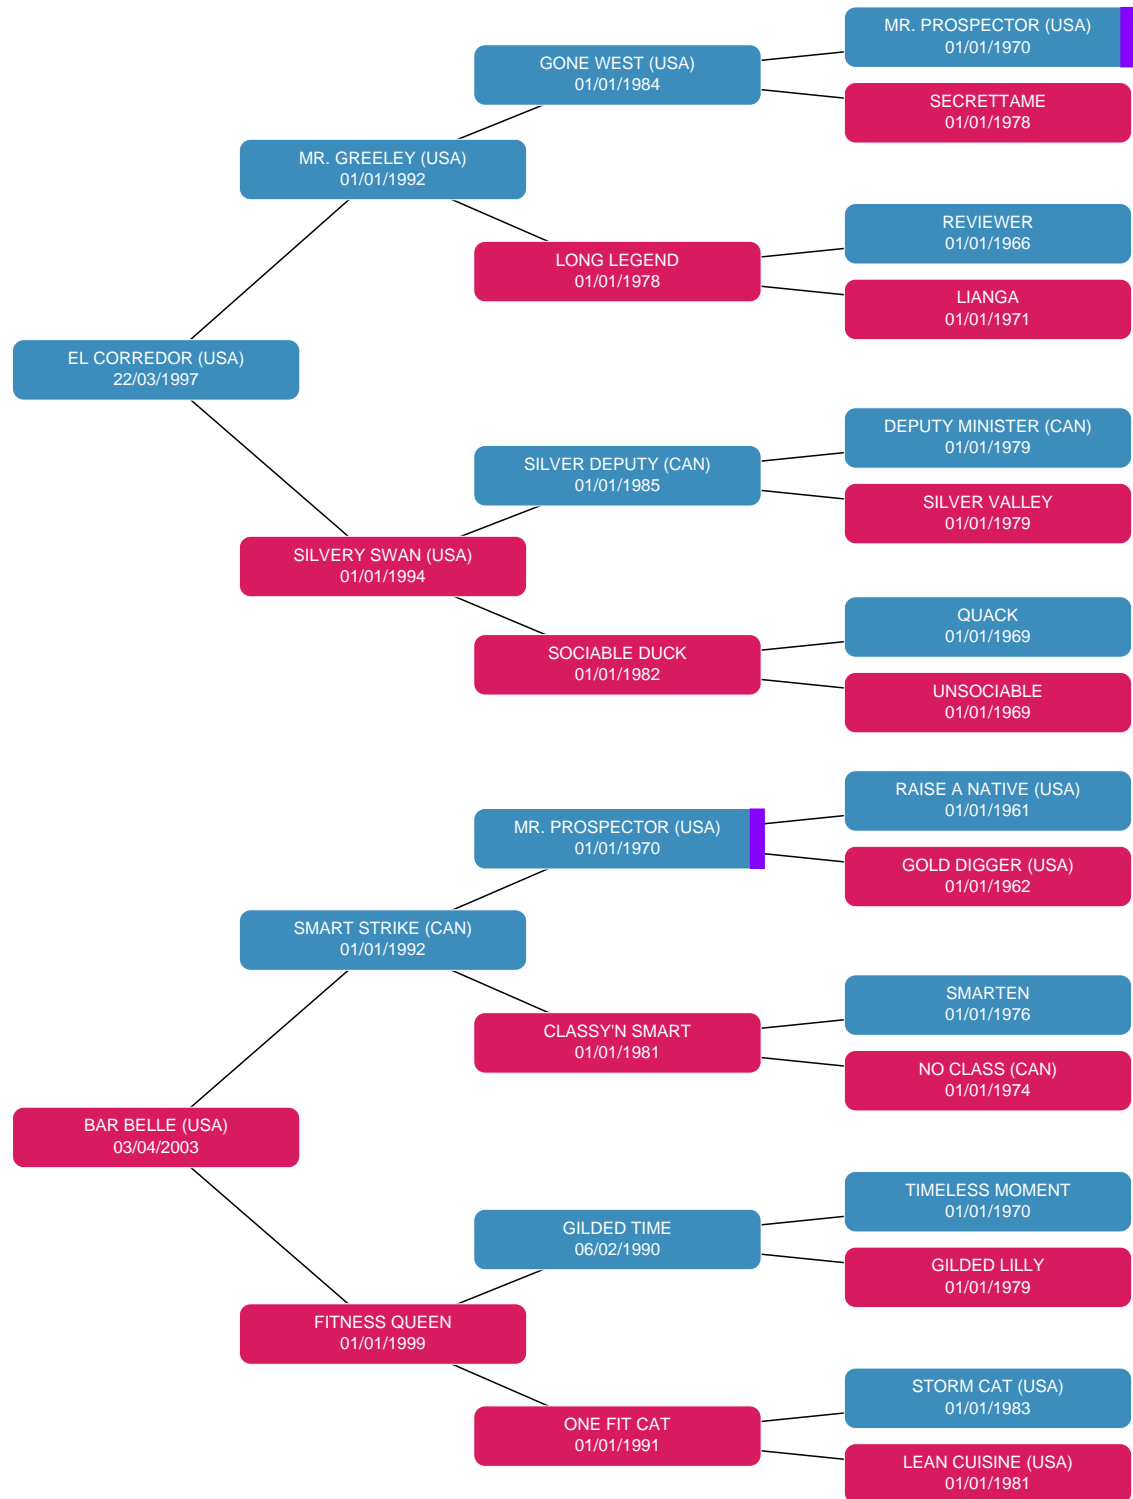 MR. PROSPECTOR (USA)
01/01/1970
GONE WEST (USA)
01/01/1984
SECRETTAME
01/01/1978
MR. GREELEY (USA)
01/01/1992
REVIEWER
01/01/1966
LONG LEGEND
01/01/1978
LIANGA
01/01/1971
EL CORREDOR (USA)
22/03/1997
DEPUTY MINISTER (CAN)
01/01/1979
SILVER DEPUTY (CAN)
01/01/1985
SILVER VALLEY
01/01/1979
SILVERY SWAN (USA)
01/01/1994
QUACK
01/01/1969
SOCIABLE DUCK
01/01/1982
UNSOCIABLE
01/01/1969
RAISE A NATIVE (USA)
01/01/1961
MR. PROSPECTOR (USA)
01/01/1970
GOLD DIGGER (USA)
01/01/1962
SMART STRIKE (CAN)
01/01/1992
SMARTEN
01/01/1976
CLASSY'N SMART
01/01/1981
NO CLASS (CAN)
01/01/1974
BAR BELLE (USA)
03/04/2003
TIMELESS MOMENT
01/01/1970
GILDED TIME
06/02/1990
GILDED LILLY
01/01/1979
FITNESS QUEEN
01/01/1999
STORM CAT (USA)
01/01/1983
ONE FIT CAT
01/01/1991
LEAN CUISINE (USA)
01/01/1981